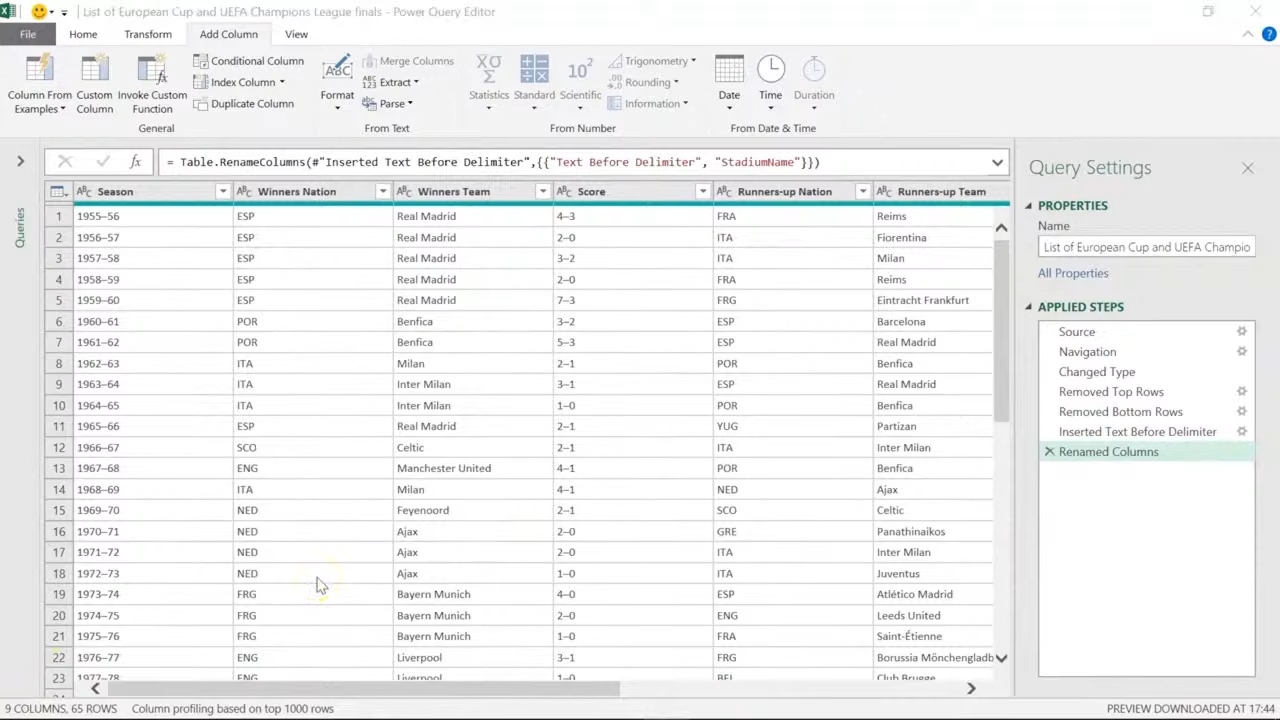 List of European Cup and UEFA Champions League finals - Power Query Editor
File Home Transform Add Column View
Column From Examples
Custom Column
Invoke Custom Function
Conditional Column
Index Column
Duplicate Column
General
Format
Merge Columns
Extract
Parse
From Text
Statistics
Standard
Scientific
Trigonometry
Rounding
Information
From Number
Date
Time
Duration
From Date & Time
= Table.RenameColumns(#"Inserted Text Before Delimiter",{{"Text Before Delimiter", "StadiumName"}})
Queries
Season Winners Nation Winners Team Score Runners-up Nation Runners-up Team
1 1955–56 ESP Real Madrid 4–3 FRA Reims
2 1956–57 ESP Real Madrid 2–0 ITA Fiorentina
3 1957–58 ESP Real Madrid 3–2 ITA Milan
4 1958–59 ESP Real Madrid 2–0 FRA Reims
5 1959–60 ESP Real Madrid 7–3 FRG Eintracht Frankfurt
6 1960–61 POR Benfica 3–2 ESP Barcelona
7 1961–62 POR Benfica 5–3 ESP Real Madrid
8 1962–63 ITA Milan 2–1 POR Benfica
9 1963–64 ITA Inter Milan 3–1 ESP Real Madrid
10 1964–65 ITA Inter Milan 1–0 POR Benfica
11 1965–66 ESP Real Madrid 2–1 YUG Partizan
12 1966–67 SCO Celtic 2–1 ITA Inter Milan
13 1967–68 ENG Manchester United 4–1 POR Benfica
14 1968–69 ITA Milan 4–1 NED Ajax
15 1969–70 NED Feyenoord 2–1 SCO Celtic
16 1970–71 NED Ajax 2–0 GRE Panathinaikos
17 1971–72 NED Ajax 2–0 ITA Inter Milan
18 1972–73 NED Ajax 1–0 ITA Juventus
19 1973–74 FRG Bayern Munich 4–0 ESP Atlético Madrid
20 1974–75 FRG Bayern Munich 2–0 ENG Leeds United
21 1975–76 FRG Bayern Munich 1–0 FRA Saint-Étienne
22 1976–77 ENG Liverpool 3–1 FRG Borussia Mönchengladb
23 1977–78 ENG Liverpool 1–0 BEL Club Brugge
Query Settings
PROPERTIES
Name
List of European Cup and UEFA Champio
All Properties
APPLIED STEPS
Source
Navigation
Changed Type
Removed Top Rows
Removed Bottom Rows
Inserted Text Before Delimiter
Renamed Columns
9 COLUMNS, 65 ROWS Column profiling based on top 1000 rows PREVIEW DOWNLOADED AT 17:44